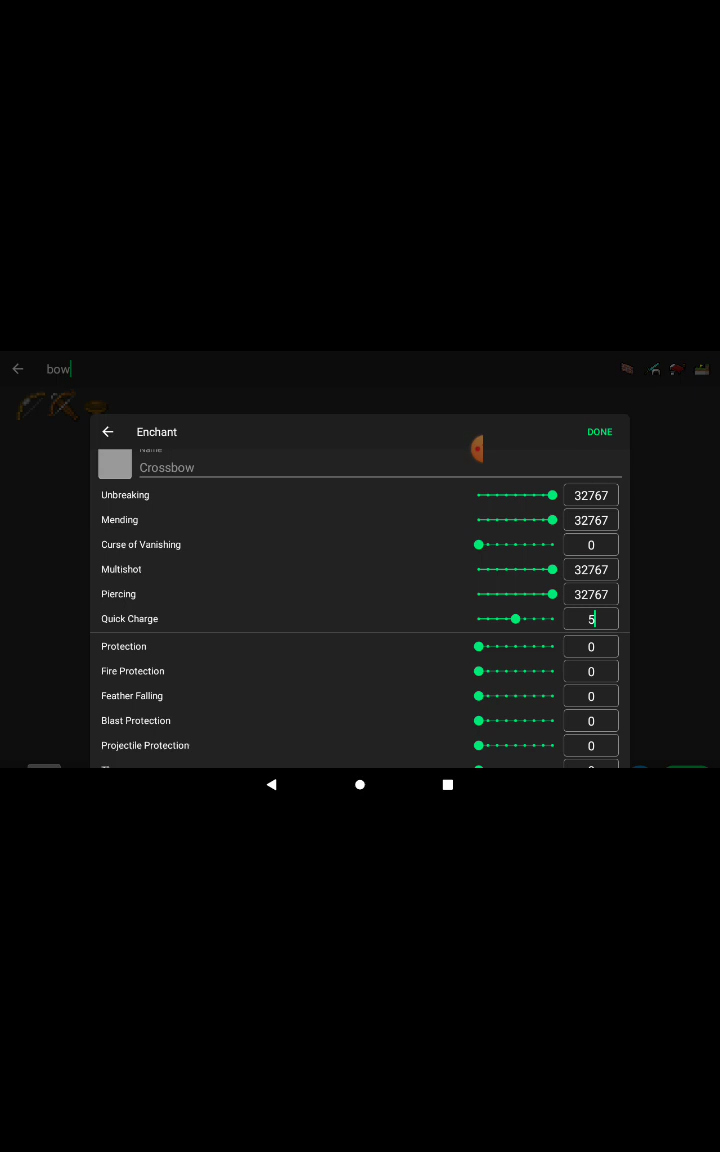 bow
Enchant
DONE
Name
Crossbow
Unbreaking 32767
Mending 32767
Curse of Vanishing 0
Multishot 32767
Piercing 32767
Quick Charge 5
Protection 0
Fire Protection 0
Feather Falling 0
Blast Protection 0
Projectile Protection 0